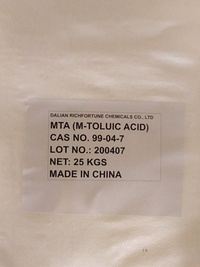 DALIAN RICHFORTUNE CHEMICALS CO., LTD
MTA (M-TOLUIC ACID)
CAS NO. 99-04-7
LOT NO.: 200407
NET: 25 KGS
MADE IN CHINA